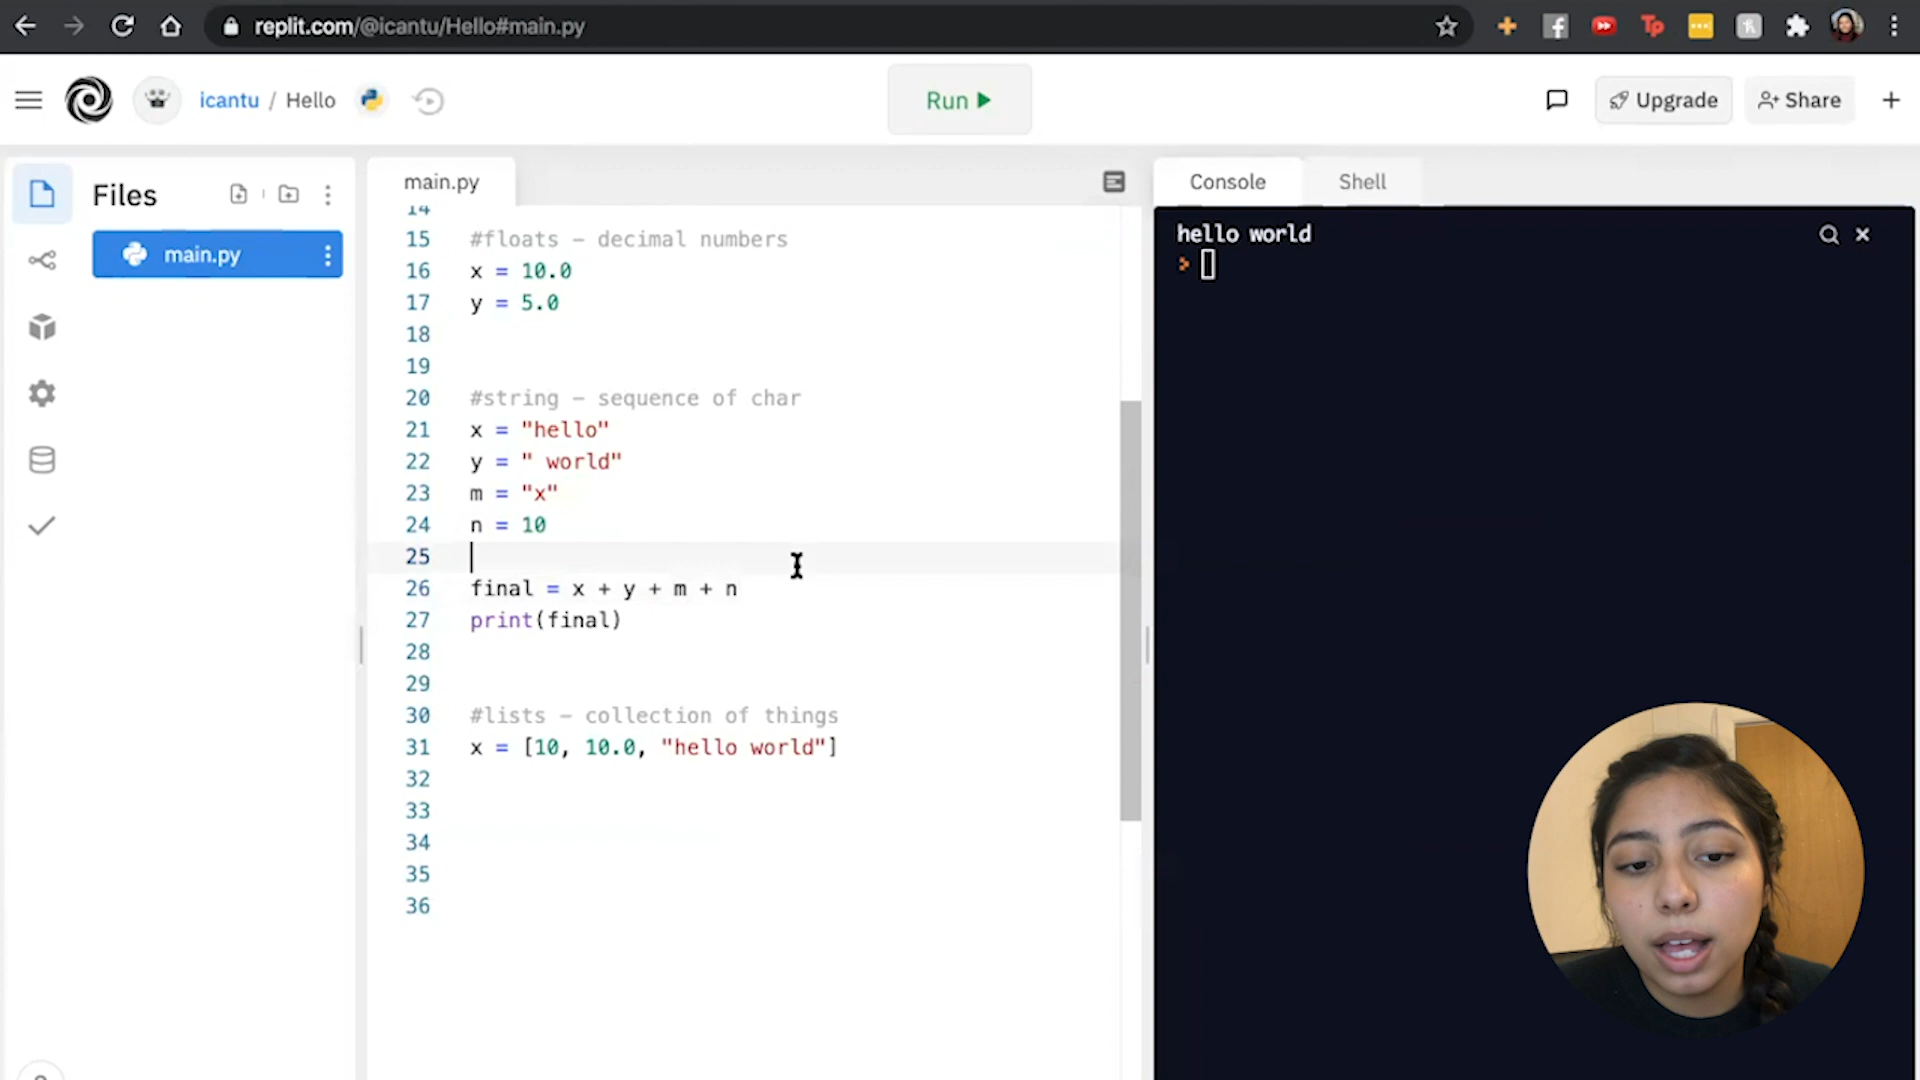 replit.com/@icantu/Hello#main.py
Tp
icantu / Hello
Run
Upgrade
Share
Files
main.py
main.py
Console
Shell
14
15 #floats – decimal numbers
16 x = 10.0
17 y = 5.0
18
19
20 #string – sequence of char
21 x = "hello"
22 y = " world"
23 m = "x"
24 n = 10
25
26 final = x + y + m + n
27 print(final)
28
29
30 #lists – collection of things
31 x = [10, 10.0, "hello world"]
32
33
34
35
36
hello world
>